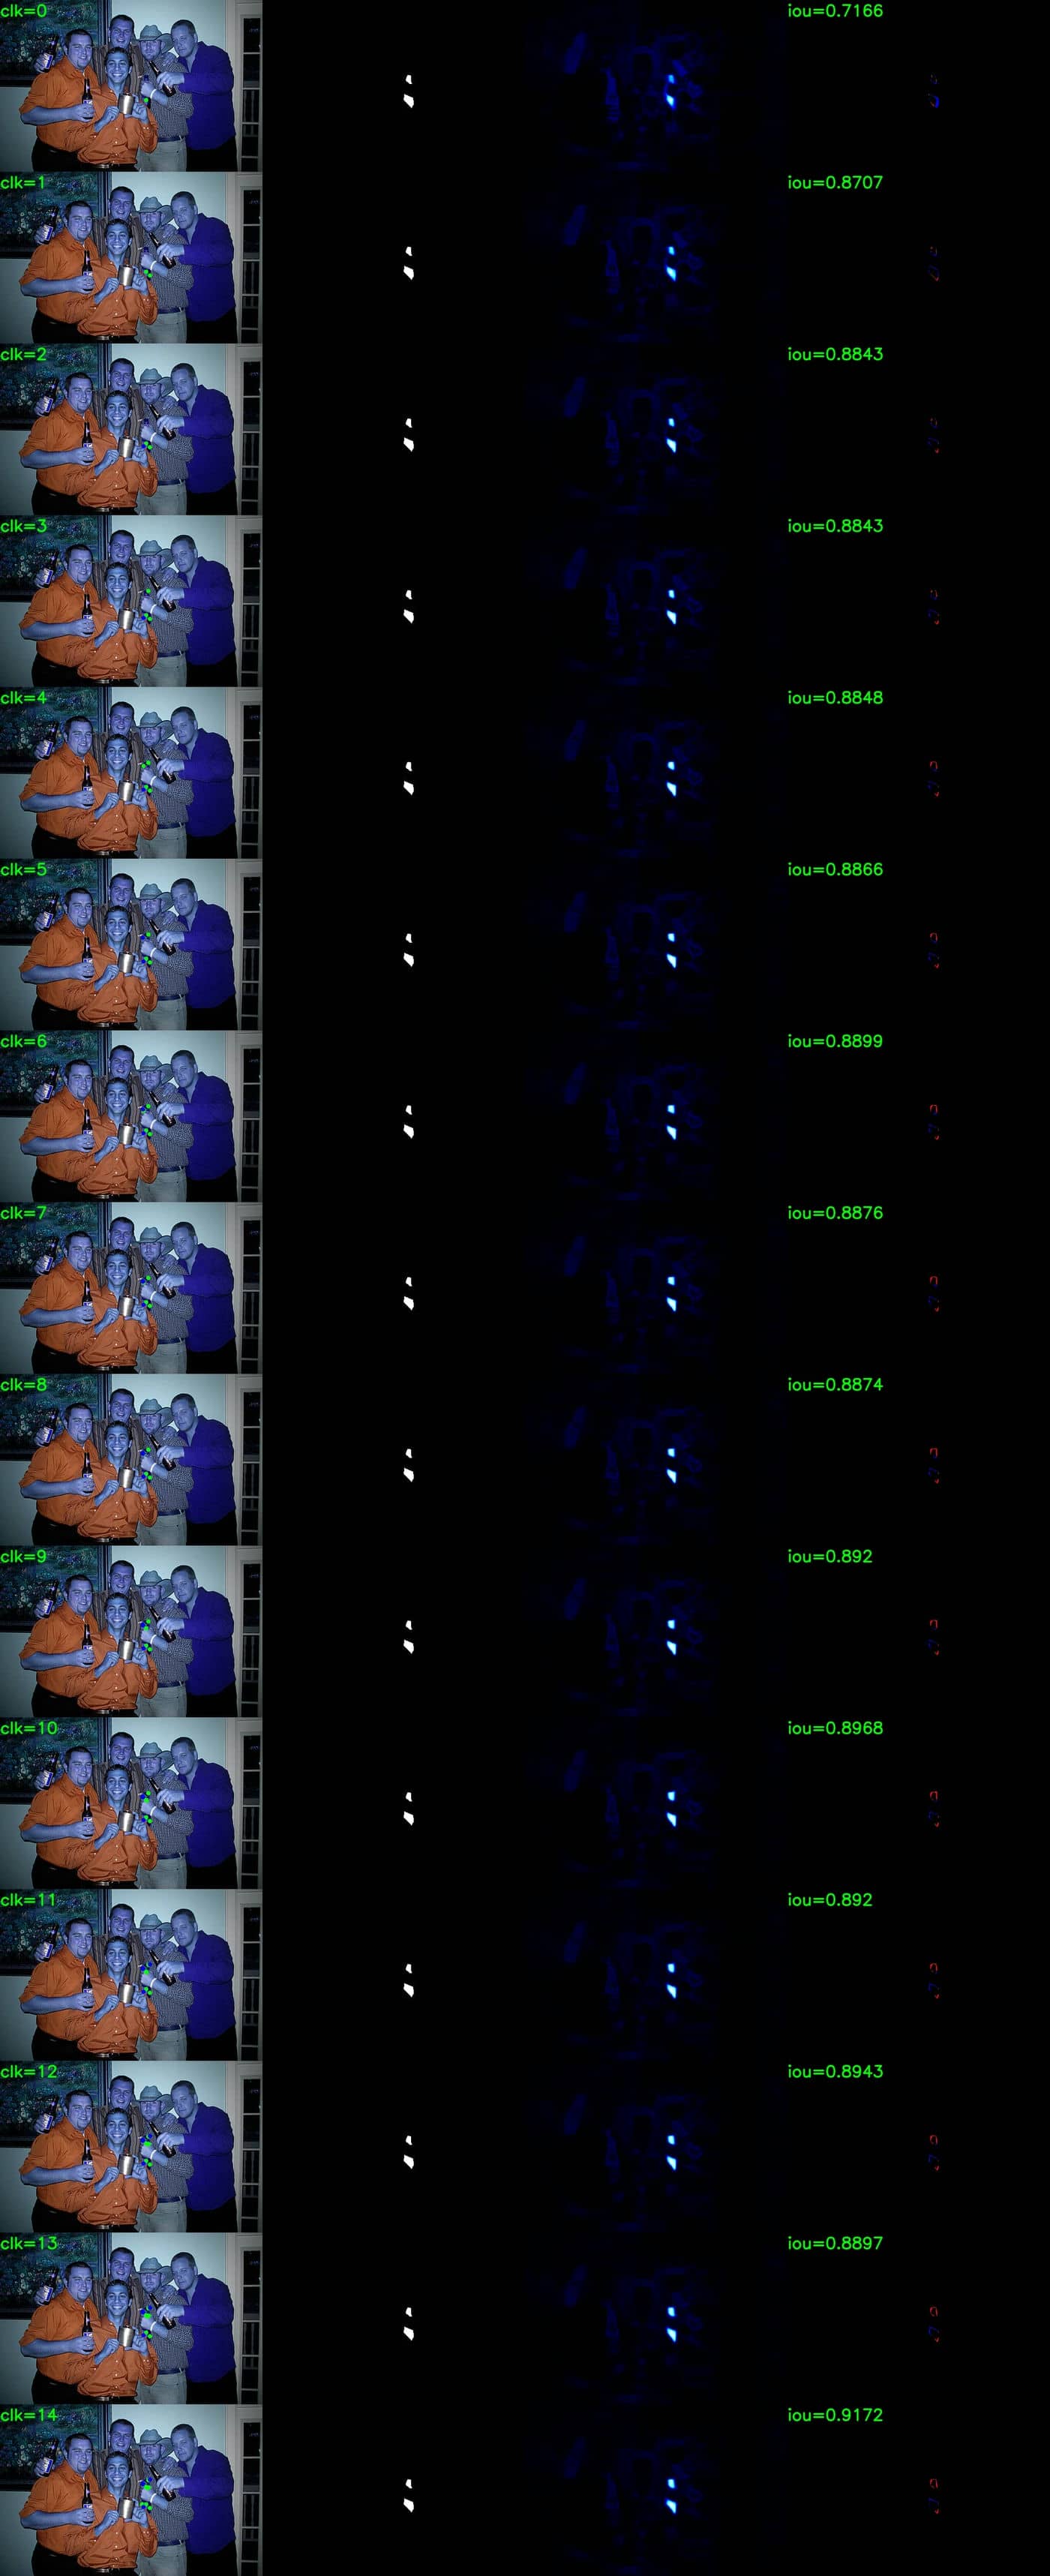 clk=0 iou=0.7166
clk=1 iou=0.8707
clk=2 iou=0.8843
clk=3 iou=0.8843
clk=4 iou=0.8848
clk=5 iou=0.8866
clk=6 iou=0.8899
clk=7 iou=0.8876
clk=8 iou=0.8874
clk=9 iou=0.892
clk=10 iou=0.8968
clk=11 iou=0.892
clk=12 iou=0.8943
clk=13 iou=0.8897
clk=14 iou=0.9172